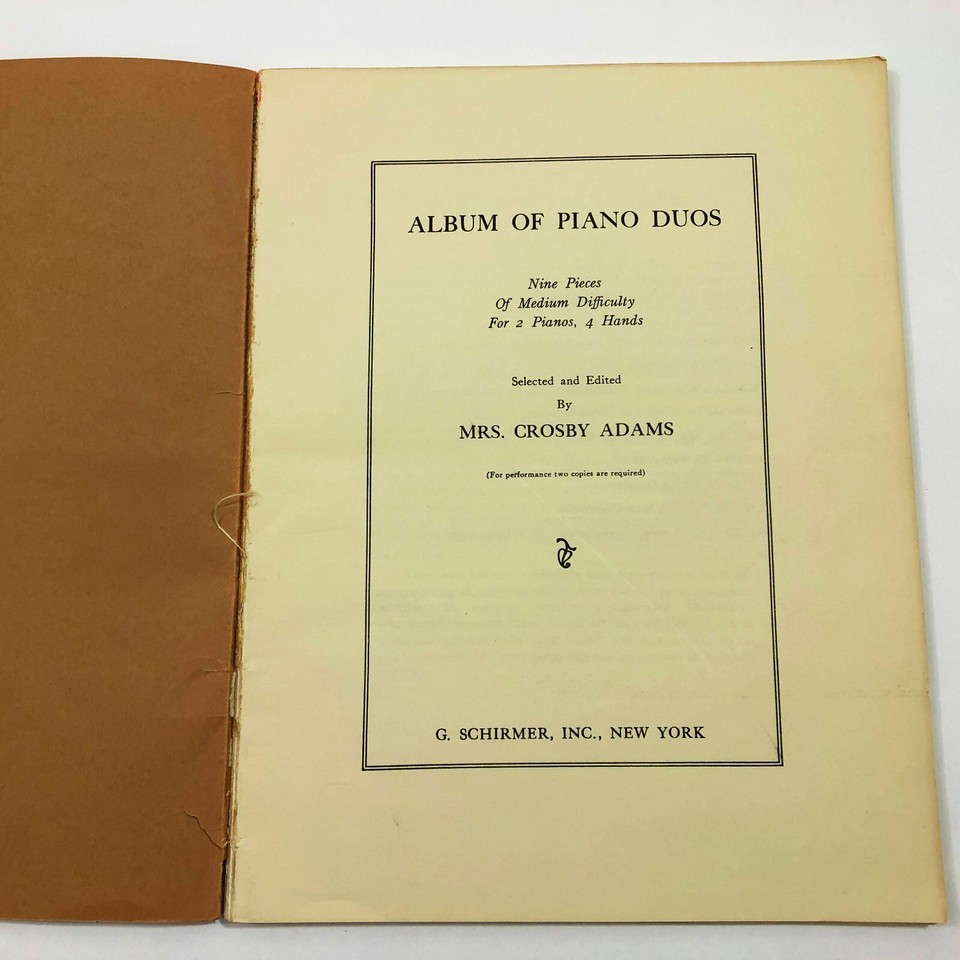 ALBUM OF PIANO DUOS
Nine Pieces
Of Medium Difficulty
For 2 Pianos, 4 Hands
Selected and Edited
By
MRS. CROSBY ADAMS
(For performance two copies are required)
G. SCHIRMER, INC., NEW YORK